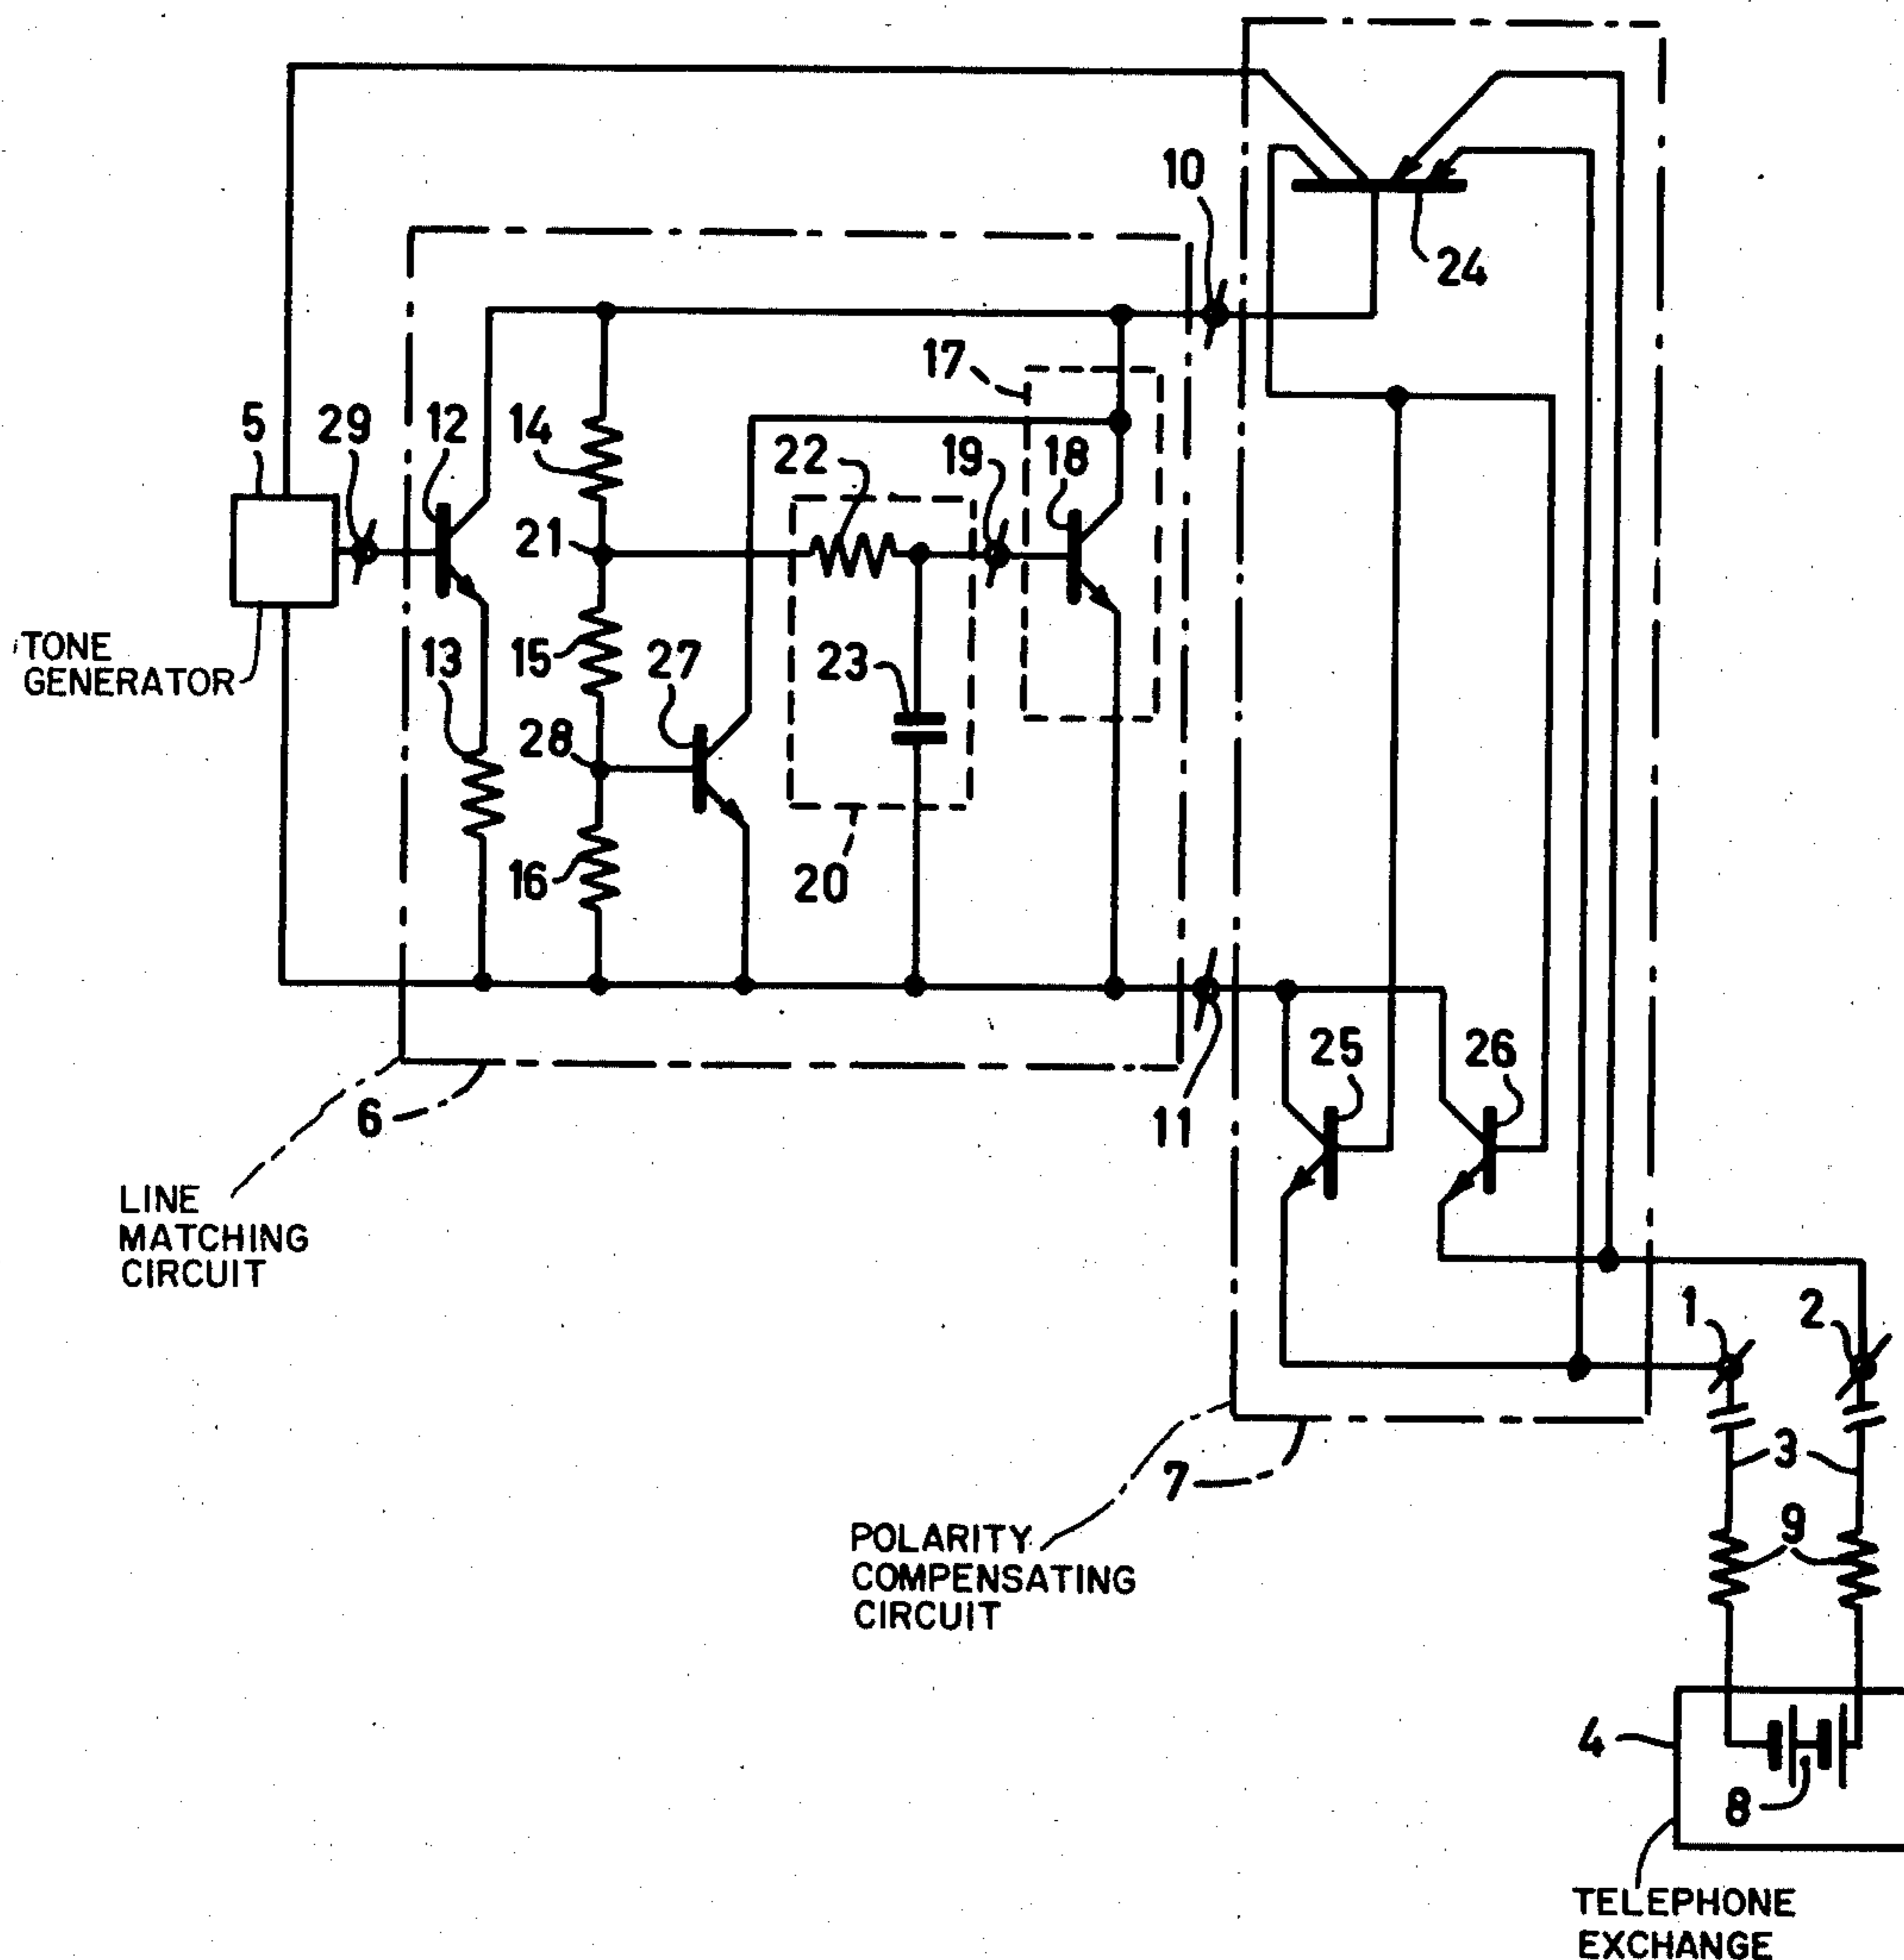 10
24
17
5
29
12
14
22
19
18
21
TONE
GENERATOR
13
15
27
23
28
16
20
25
26
11
6
LINE
MATCHING
CIRCUIT
1
2
3
7
9
POLARITY
COMPENSATING
CIRCUIT
4
8
TELEPHONE
EXCHANGE